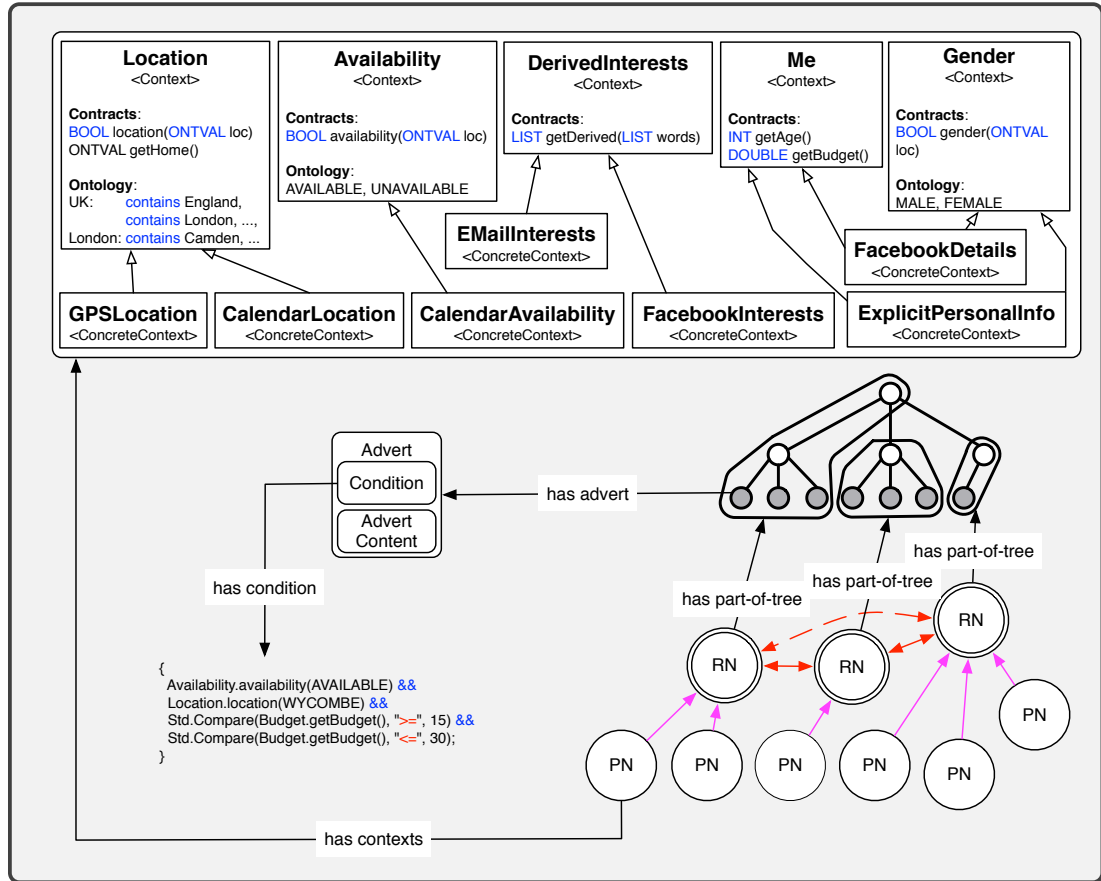 Location
<Context>
Contracts:
BOOL location(ONTVAL loc)
ONTVAL getHome()
Ontology:
UK: contains England,
contains London, ...,
London: contains Camden, ...
Availability
<Context>
Contracts:
BOOL availability(ONTVAL loc)
Ontology:
AVAILABLE, UNAVAILABLE
DerivedInterests
<Context>
Contracts:
LIST getDerived(LIST words)
Me
<Context>
Contracts:
INT getAge()
DOUBLE getBudget()
Gender
<Context>
Contracts:
BOOL gender(ONTVAL
loc)
Ontology:
MALE, FEMALE
EMailInterests
<ConcreteContext>
FacebookDetails
<ConcreteContext>
GPSLocation
<ConcreteContext>
CalendarLocation
<ConcreteContext>
CalendarAvailability
<ConcreteContext>
FacebookInterests
<ConcreteContext>
ExplicitPersonalInfo
<ConcreteContext>
Advert
Condition
Advert
Content
has advert
has condition
has part-of-tree
has part-of-tree
has part-of-tree
RN
RN
RN
{
Availability.availability(AVAILABLE) &&
Location.location(WYCOMBE) &&
Std.Compare(Budget.getBudget(), ">=", 15) &&
Std.Compare(Budget.getBudget(), "<=", 30);
}
PN
PN
PN
PN
PN
PN
has contexts